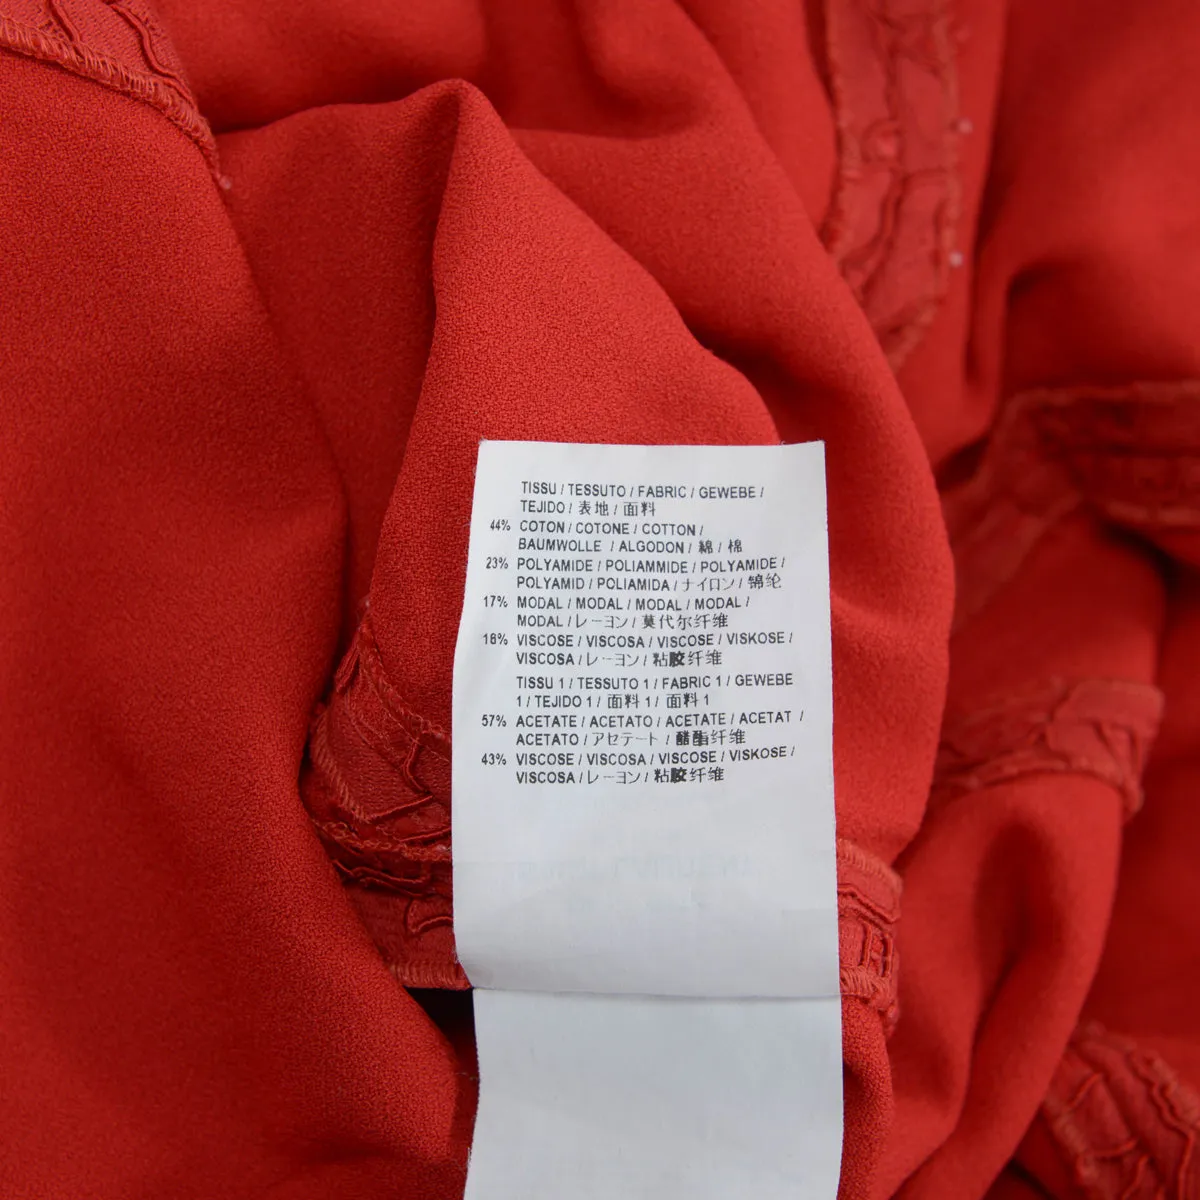 TISSU / TESSUTO / FABRIC / GEWEBE /
TEJIDO / 表地 / 面料
44% COTON / COTONE / COTTON /
BAUMWOLLE / ALGODON / 綿 / 棉
23% POLYAMIDE / POLIAMMIDE / POLYAMIDE /
POLYAMID / POLIAMIDA / ナイロン / 锦纶
17% MODAL / MODAL / MODAL / MODAL /
MODAL / レーヨン / 莫代尔纤维
16% VISCOSE / VISCOSA / VISCOSE / VISKOSE /
VISCOSA / レーヨン / 粘胶纤维
TISSU 1 / TESSUTO 1 / FABRIC 1 / GEWEBE
1 / TEJIDO 1 / 面料 1 / 面料 1
57% ACETATE / ACETATO / ACETATE / ACETAT /
ACETATO / アセテート / 醋酯纤维
43% VISCOSE / VISCOSA / VISCOSE / VISKOSE /
VISCOSA / レーヨン / 粘胶纤维